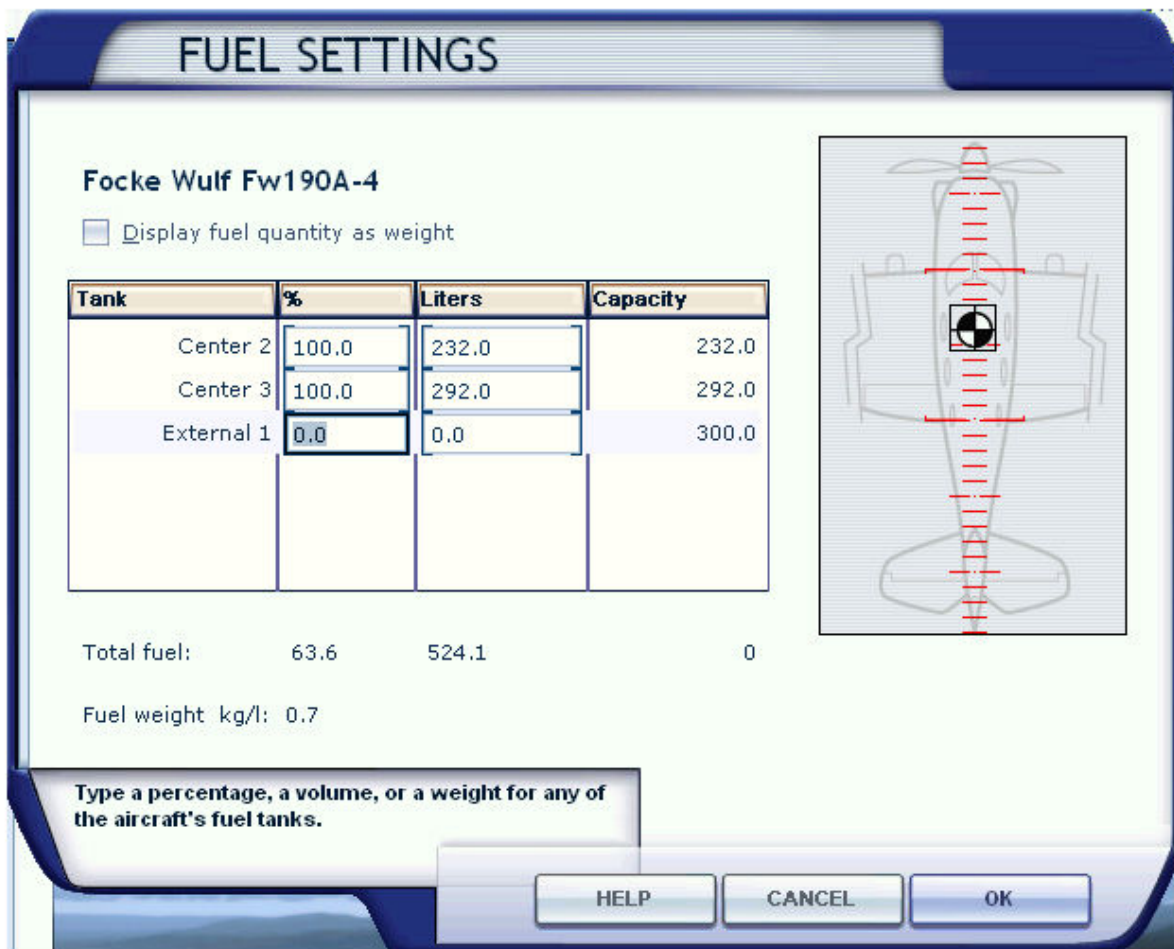 FUEL SETTINGS
Focke Wulf Fw190A-4
Display fuel quantity as weight
Tank % Liters Capacity
Center 2 100.0 232.0 232.0
Center 3 100.0 292.0 292.0
External 1 0.0 0.0 300.0
Total fuel: 63.6 524.1 0
Fuel weight kg/l: 0.7
Type a percentage, a volume, or a weight for any of
the aircraft's fuel tanks.
HELP CANCEL OK